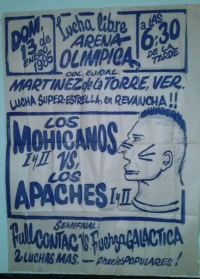 DOM.
13 de
ENERO
1985
Lucha libre
ARENA
OLIMPICA
COL. EJIDAL.
a LAS
6:30
DE LA
TARDE
MARTINEZ de la TORRE, VER.
LUCHA SUPER-ESTRELLA, en REVANCHA!!
LOS
MOHICANOS
I y II
VS.
LOS
APACHES I y II
SEMIFINAL:
Full CONTAC VS Fuerza GALACTICA
2 LUCHAS MAS. - precios POPULARES!